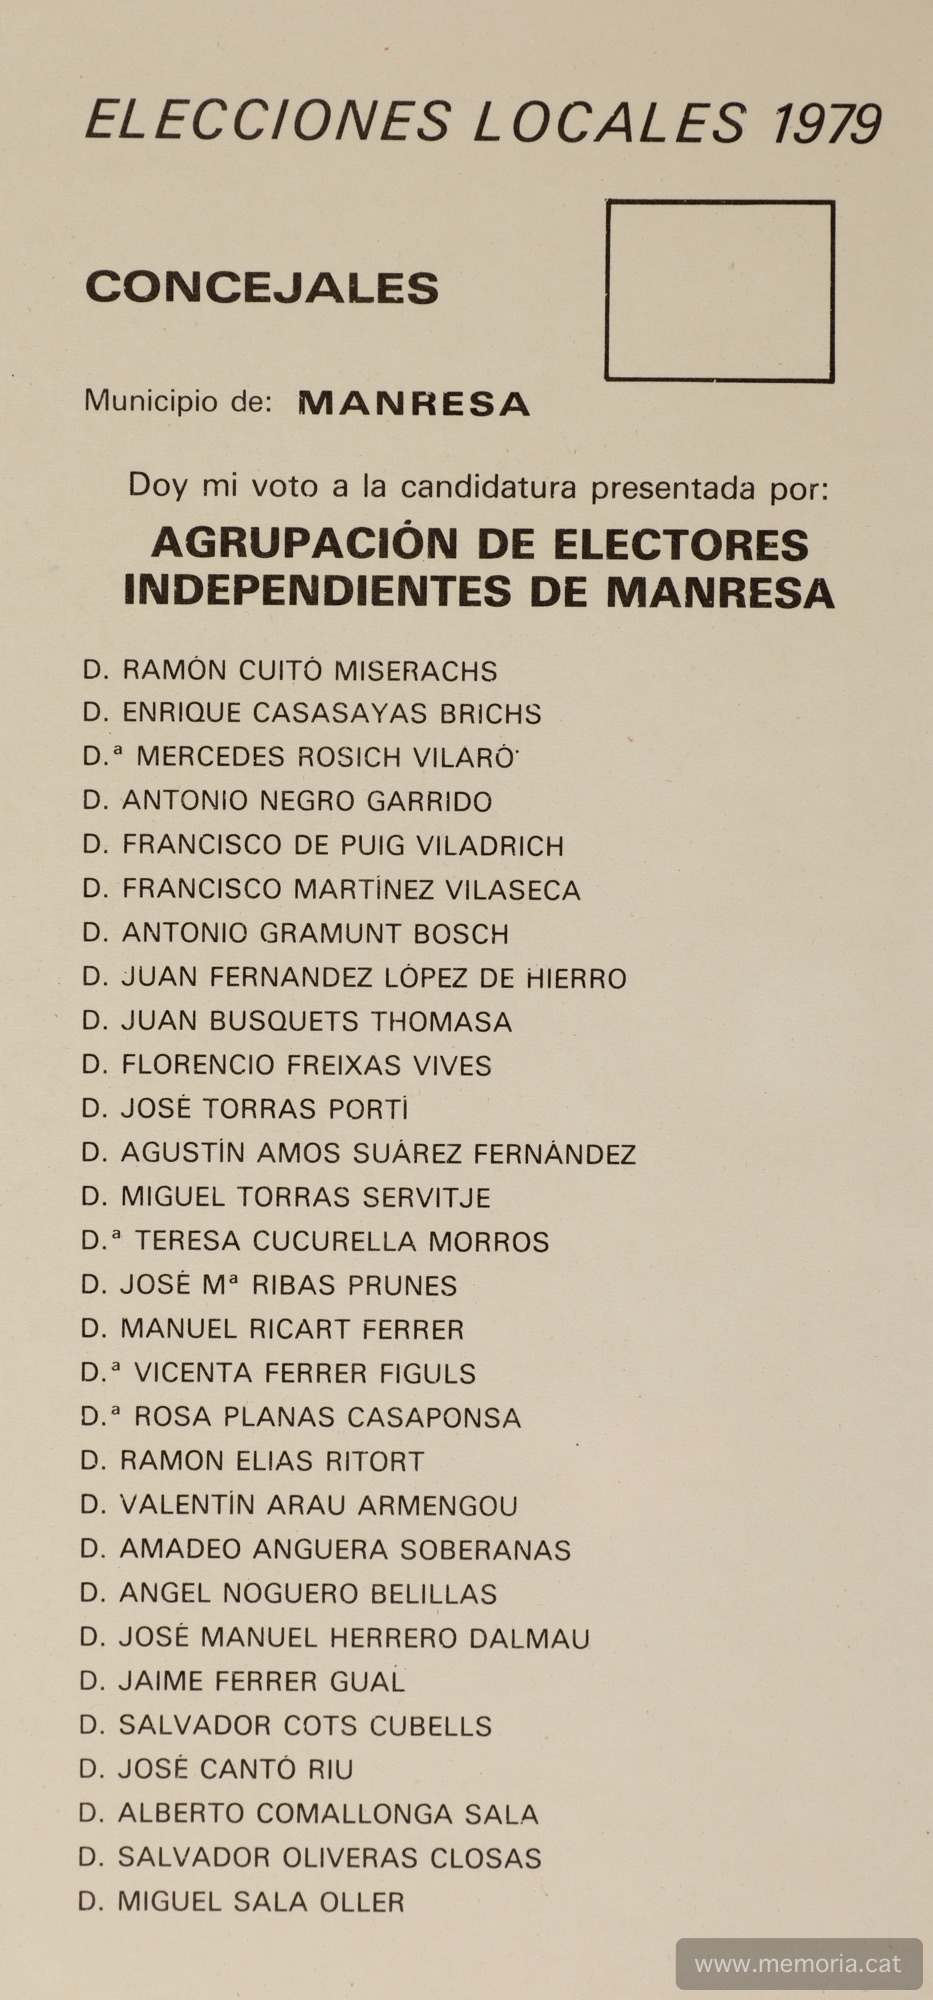 ELECCIONES LOCALES 1979
CONCEJALES
Municipio de: MANRESA
Doy mi voto a la candidatura presentada por:
AGRUPACIÓN DE ELECTORES
INDEPENDIENTES DE MANRESA
D. RAMÓN CUITÓ MISERACHS
D. ENRIQUE CASASAYAS BRICHS
D.ª MERCEDES ROSICH VILARÓ
D. ANTONIO NEGRO GARRIDO
D. FRANCISCO DE PUIG VILADRICH
D. FRANCISCO MARTÍNEZ VILASECA
D. ANTONIO GRAMUNT BOSCH
D. JUAN FERNANDEZ LÓPEZ DE HIERRO
D. JUAN BUSQUETS THOMASA
D. FLORENCIO FREIXAS VIVES
D. JOSÉ TORRAS PORTÍ
D. AGUSTÍN AMOS SUÁREZ FERNÁNDEZ
D. MIGUEL TORRAS SERVITJE
D.ª TERESA CUCURELLA MORROS
D. JOSÉ Mª RIBAS PRUNES
D. MANUEL RICART FERRER
D.ª VICENTA FERRER FIGULS
D.ª ROSA PLANAS CASAPONSA
D. RAMON ELIAS RITORT
D. VALENTÍN ARAU ARMENGOU
D. AMADEO ANGUERA SOBERANAS
D. ANGEL NOGUERO BELILLAS
D. JOSÉ MANUEL HERRERO DALMAU
D. JAIME FERRER GUAL
D. SALVADOR COTS CUBELLS
D. JOSÉ CANTÓ RIU
D. ALBERTO COMALLONGA SALA
D. SALVADOR OLIVERAS CLOSAS
D. MIGUEL SALA OLLER
www.memoria.cat